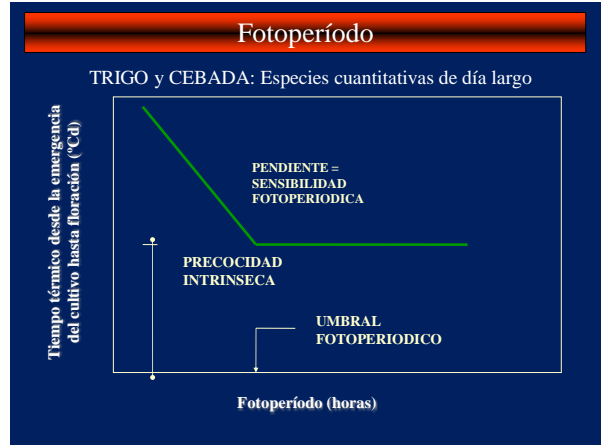 Fotoperíodo
TRIGO y CEBADA: Especies cuantitativas de día largo
Tiempo térmico desde la emergencia
del cultivo hasta floración (ºCd)
PENDIENTE =
SENSIBILIDAD
FOTOPERIODICA
PRECOCIDAD
INTRINSECA
UMBRAL
FOTOPERIODICO
Fotoperíodo (horas)